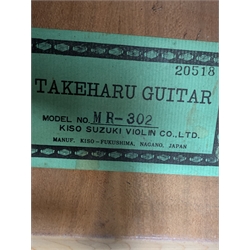 20518
TAKEHARU GUITAR
MODEL NO. MR-302
KISO SUZUKI VIOLIN CO.,LTD.
MANUF. KISO-FUKUSHIMA, NAGANO, JAPAN